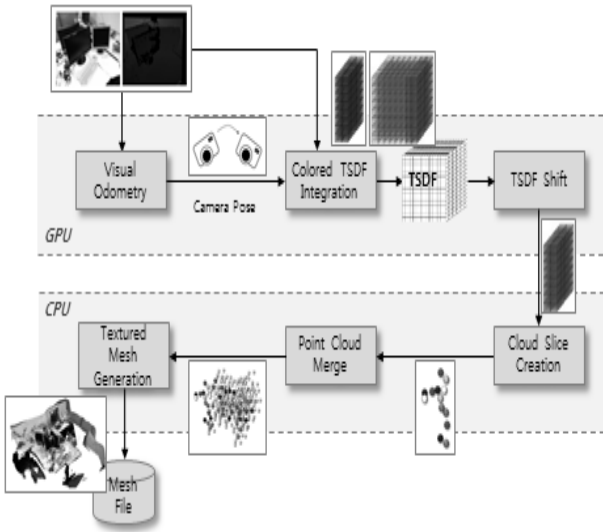 Visual
Odometry
Camera Pose
Colored TSDF
Integration
TSDF
TSDF Shift
GPU
CPU
Cloud Slice
Creation
Point Cloud
Merge
Textured
Mesh
Generation
Mesh
File